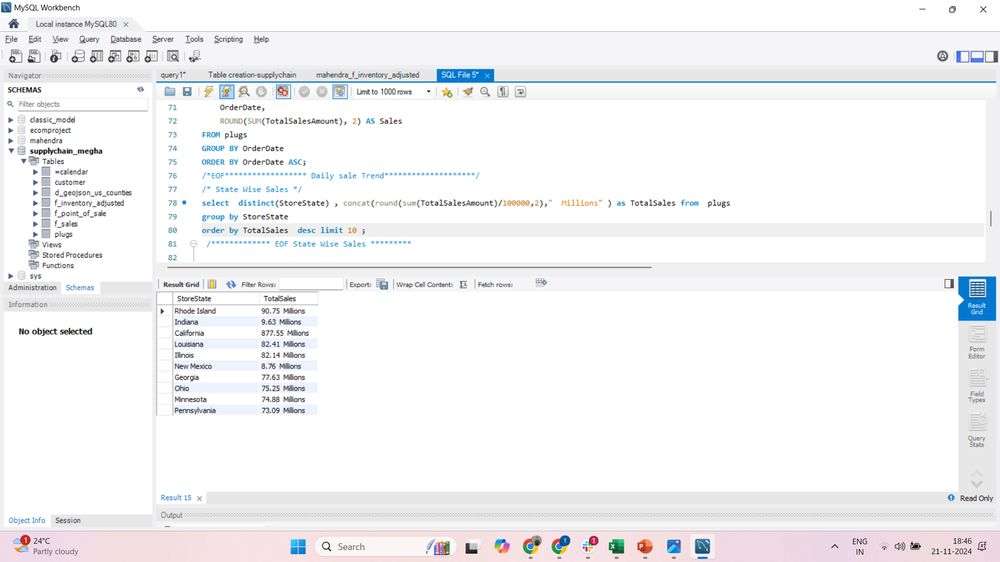 MySQL Workbench
Local instance MySQL80
File Edit View Query Database Server Tools Scripting Help
Navigator
SCHEMAS
Filter objects
classic_model
ecomproject
mahendra
supplychain_megha
Tables
=calendar
customer
d_geojson_us_counties
f_inventory_adjusted
f_point_of_sale
f_sales
plugs
Views
Stored Procedures
Functions
sys
Administration Schemas
Information
No object selected
Object Info Session
query1* Table creation-supplychain mahendra_f_inventory_adjusted SQL File 5*
Limit to 1000 rows
71 OrderDate,
72 ROUND(SUM(TotalSalesAmount), 2) AS Sales
73 FROM plugs
74 GROUP BY OrderDate
75 ORDER BY OrderDate ASC;
76 /*EOF****************** Daily sale Trend********************/
77 /* State Wise Sales */
78 select distinct(StoreState) , concat(round(sum(TotalSalesAmount)/100000,2)," Millions" ) as TotalSales from plugs
79 group by StoreState
80 order by TotalSales desc limit 10 ;
81 /************* EOF State Wise Sales *********
82
Result Grid Filter Rows: Export: Wrap Cell Content: Fetch rows:
StoreState TotalSales
Rhode Island 90.75 Millions
Indiana 9.63 Millions
California 877.55 Millions
Louisiana 82.41 Millions
Illinois 82.14 Millions
New Mexico 8.76 Millions
Georgia 77.63 Millions
Ohio 75.25 Millions
Minnesota 74.88 Millions
Pennsylvania 73.09 Millions
Result Grid
Form Editor
Field Types
Query Stats
Result 15
Read Only
Output
1
24°C
Partly cloudy
Search
T
1
ENG
IN
18:46
21-11-2024